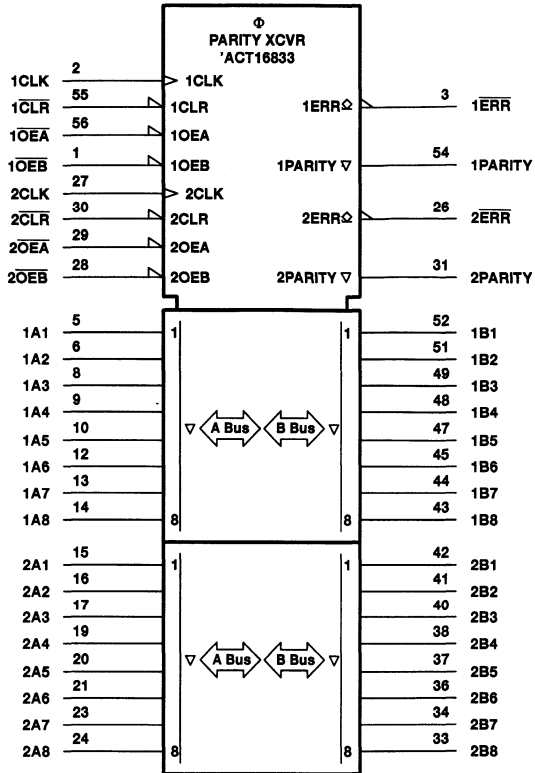 Φ
PARITY XCVR
'ACT16833
1CLK 2 1CLK
1CLR 55 1CLR 1ERR 3 1ERR
1OEA 56 1OEA
1OEB 1 1OEB 1PARITY 54 1PARITY
2CLK 27 2CLK
2CLR 30 2CLR 2ERR 26 2ERR
2OEA 29 2OEA
2OEB 28 2OEB 2PARITY 31 2PARITY
1A1 5 1 1 52 1B1
1A2 6 51 1B2
1A3 8 49 1B3
1A4 9 48 1B4
A Bus B Bus
1A5 10 47 1B5
1A6 12 45 1B6
1A7 13 44 1B7
1A8 14 8 8 43 1B8
2A1 15 1 1 42 2B1
2A2 16 41 2B2
2A3 17 40 2B3
2A4 19 38 2B4
A Bus B Bus
2A5 20 37 2B5
2A6 21 36 2B6
2A7 23 34 2B7
2A8 24 8 8 33 2B8